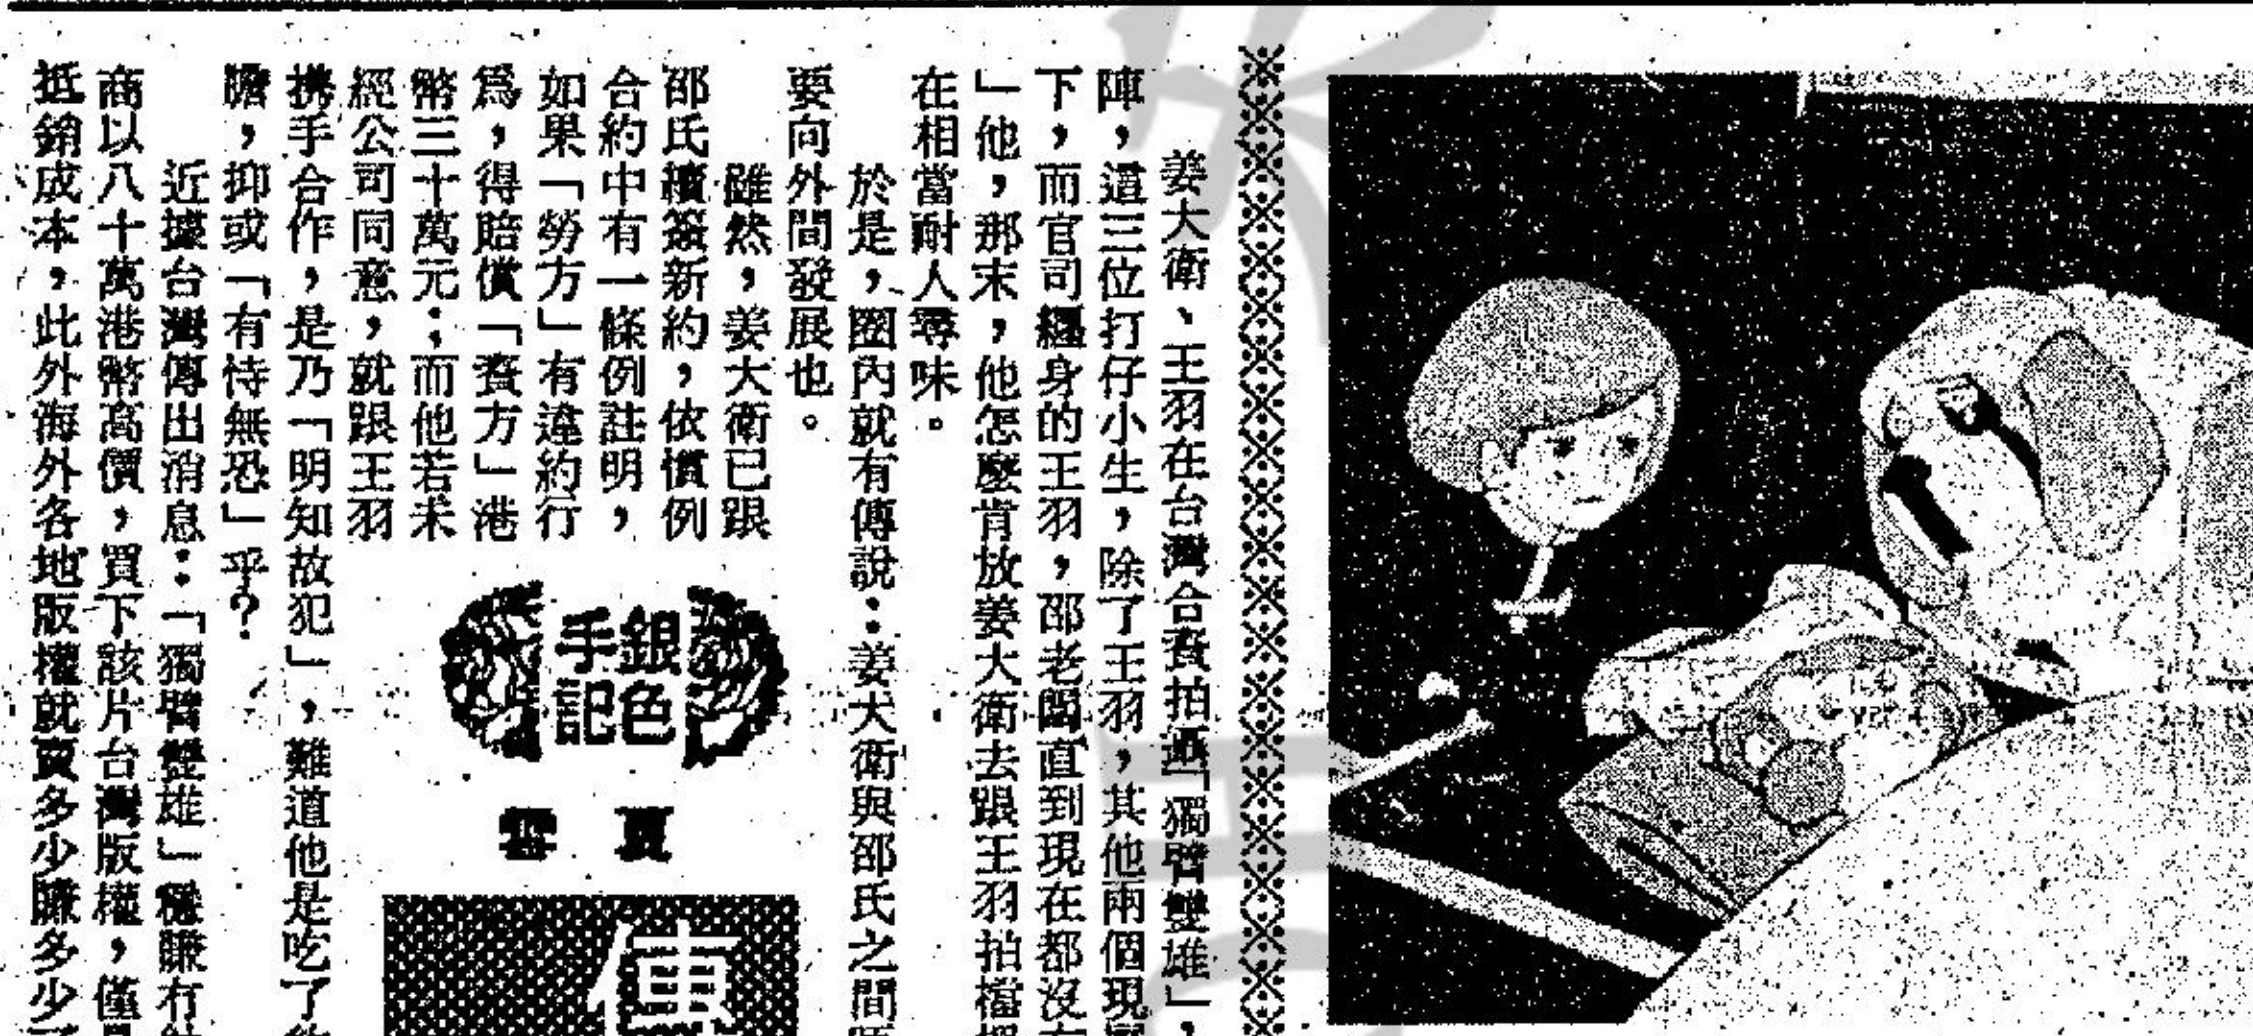 姜大衛、王羽在台灣合資拍攝「獨臂雙雄」,
陣,這三位打仔小生,除了王羽,其他兩個現
下,而官司纏身的王羽,邵老闆直到現在都沒
」他,那末,他怎麼肯放姜大衛去跟王羽拍檔
在相當耐人尋味。
於是,圈內就有傳說:姜大衛與邵氏之間
要向外間發展也。
雖然,姜大衛已跟
邵氏續簽新約,依慣例
合約中有一條例註明,
如果「勞方」有違約行
為,得賠償「資方」港
幣三十萬元;而他若未
經公司同意,就跟王羽
携手合作,是乃「明知故犯」,難道他是吃了
膽,抑或「有恃無恐」乎?
近據台灣傳出消息:「獨臂雙雄」穩賺冇
商以八十萬港幣高價,買下該片台灣版權,僅
抵銷成本,此外海外各地版權就賣多少賺多少
銀色
手記
夏